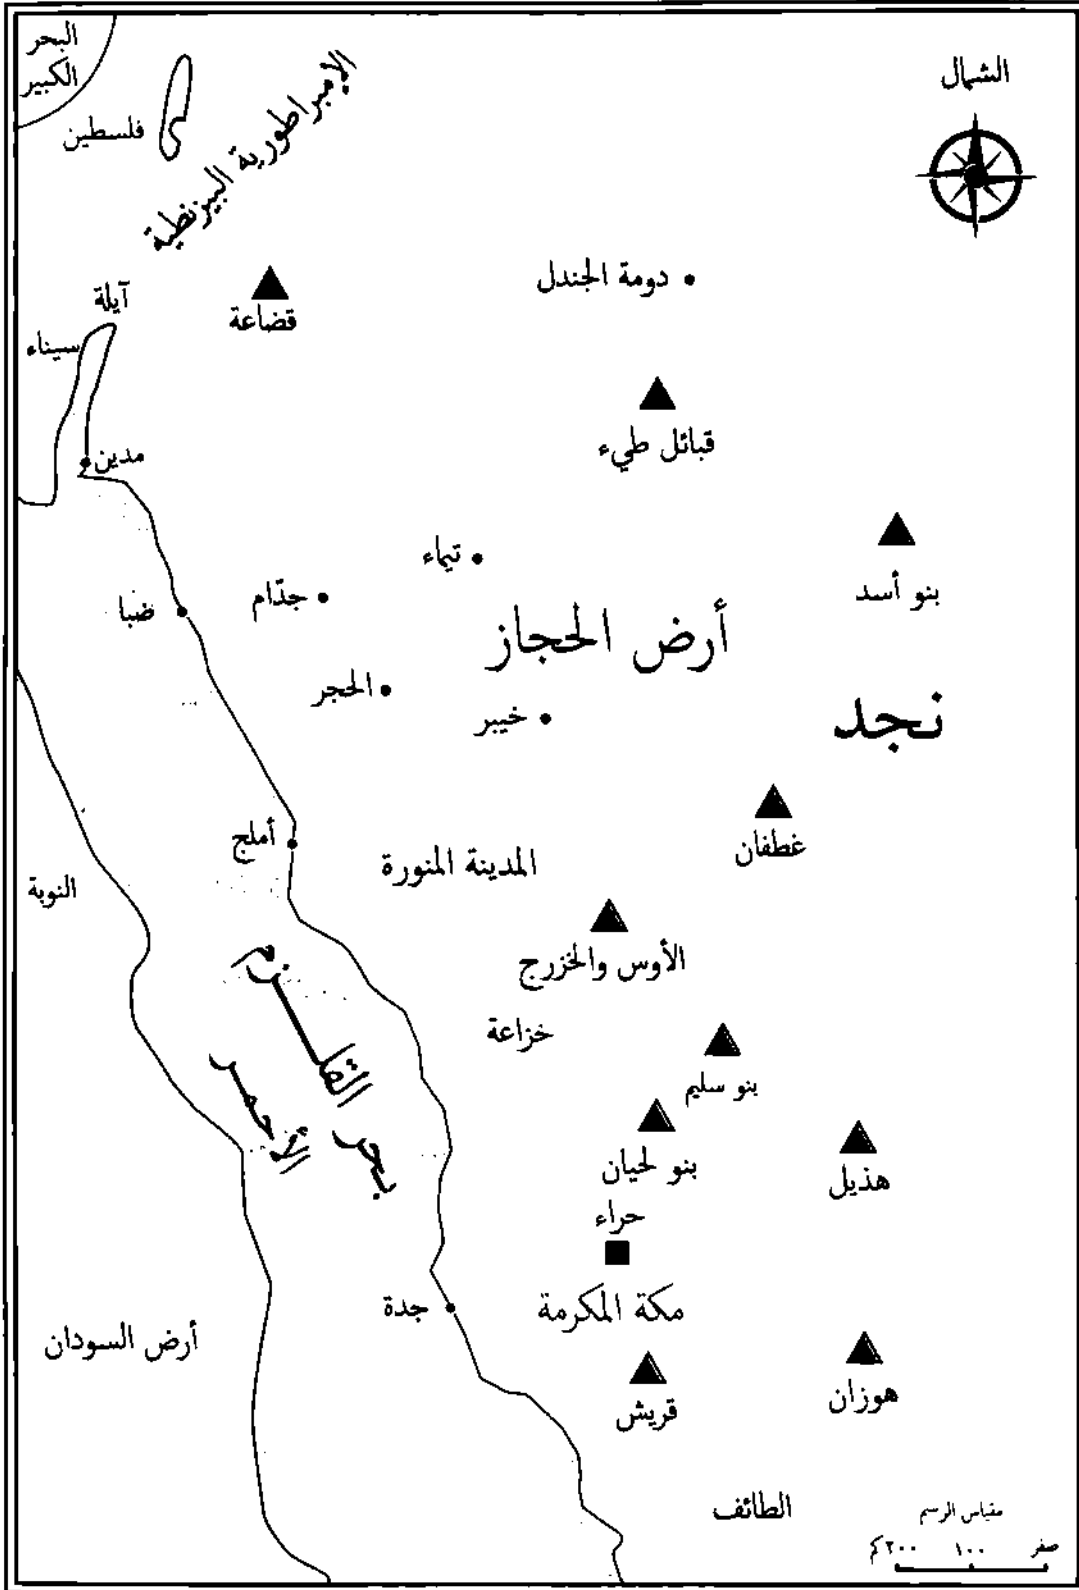 البحر
الكبير
الشمال
فلسطين
الإمبراطورية البيزنطية
دومة الجندل
قضاعة
آيلة
سيناء
قبائل طيء
مدين
تيماء
بنو أسد
جذام
ضبا
أرض الحجاز
الحجر
خيبر
نجد
غطفان
أملج
المدينة المنورة
النوبة
الأوس والخزرج
خزاعة
بحر القلزم
الأحمر
بنو سليم
بنو لحيان
هذيل
حراء
مكة المكرمة
جدة
أرض السودان
قريش
هوزان
الطائف
مقياس الرسم
صفر ١٠٠ ٢٠٠كم